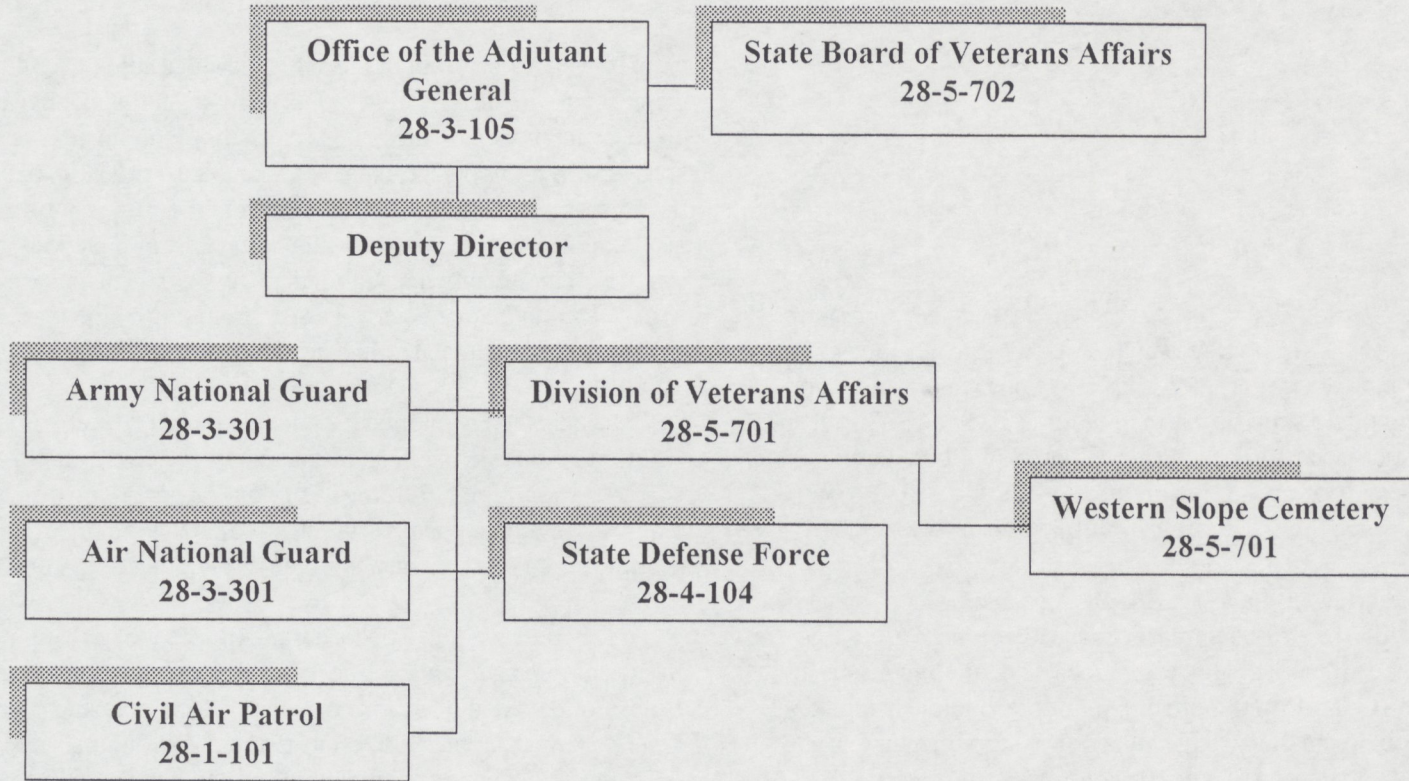 Office of the Adjutant
General
28-3-105
State Board of Veterans Affairs
28-5-702
Deputy Director
Army National Guard
28-3-301
Division of Veterans Affairs
28-5-701
Western Slope Cemetery
28-5-701
Air National Guard
28-3-301
State Defense Force
28-4-104
Civil Air Patrol
28-1-101